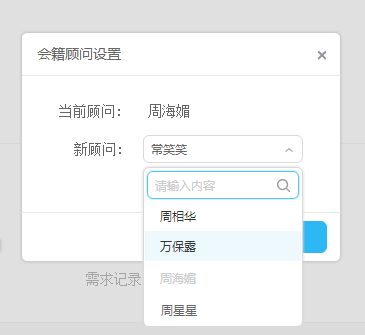 会籍顾问设置
当前顾问： 周海媚
新顾问： 常笑笑
请输入内容
周相华
万保露
周海媚
周星星
需求记录